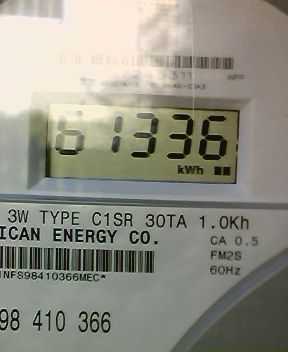 61336
kWh
3W TYPE C1SR 30TA 1.0Kh
ICAN ENERGY CO.
CA 0.5
FM2S
60Hz
INFS98410366MEC*
98 410 366